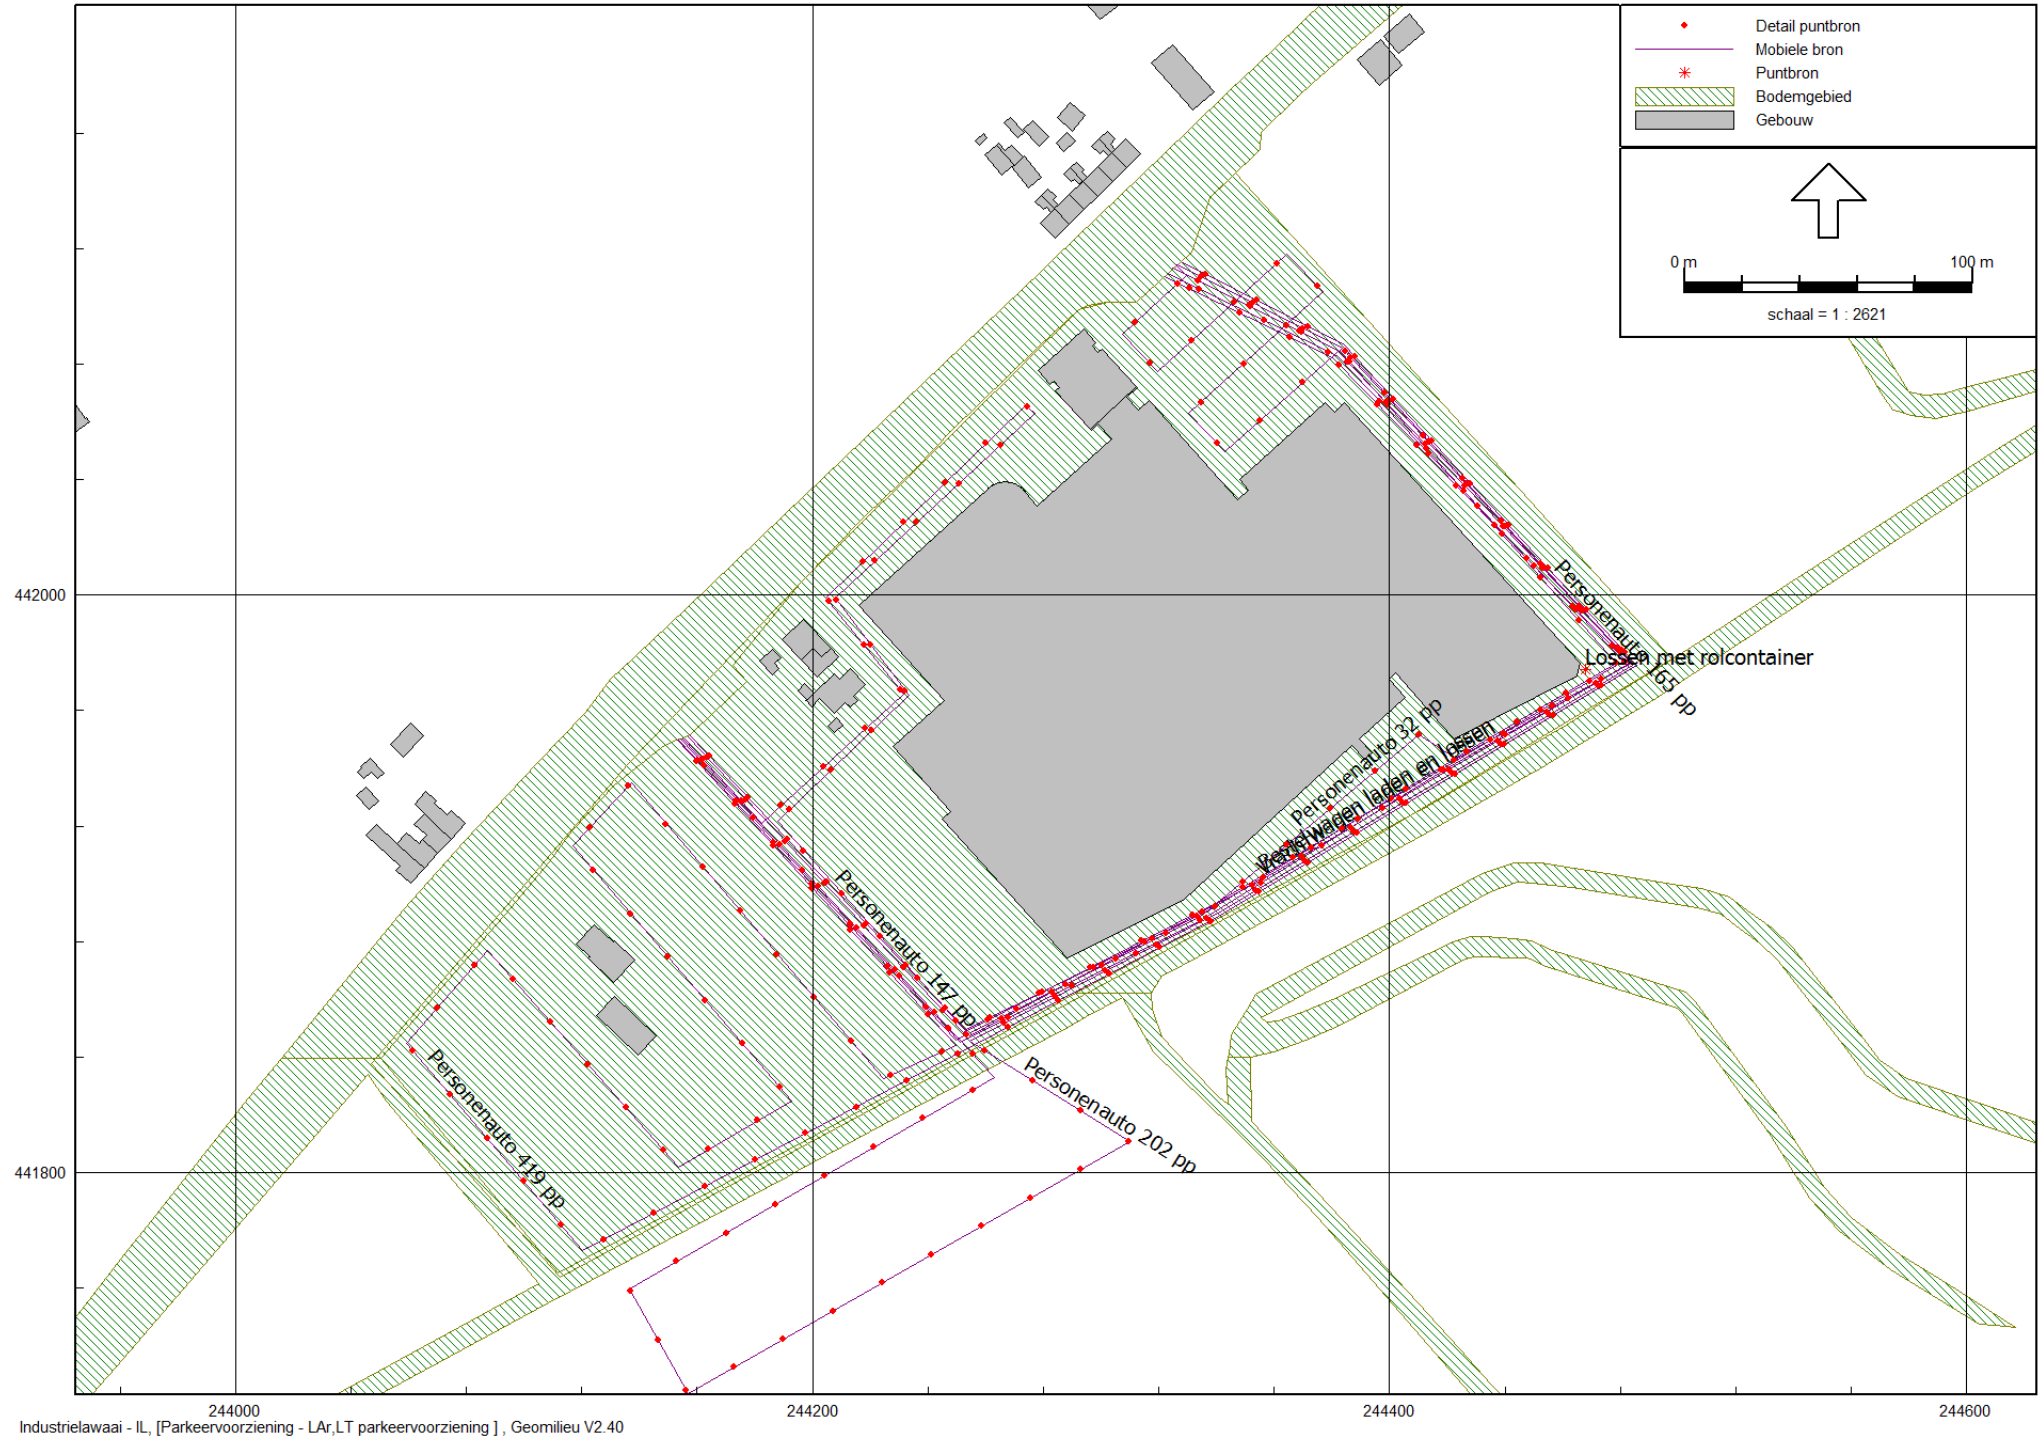 Detail puntbron
Mobiele bron
Puntbron
Bodemgebied
Gebouw
0 m
100 m
schaal = 1 : 2621
442000
Personenauto 165 pp
Lossen met rolcontainer
Personenauto 32 pp
laden en lossen
Personenauto 147 pp
Personenauto 202 pp
Personenauto 419 pp
441800
244000
244200
244400
244600
Industrielawaai - IL, [Parkeervoorziening - LAr,LT parkeervoorziening ] , Geomilieu V2.40